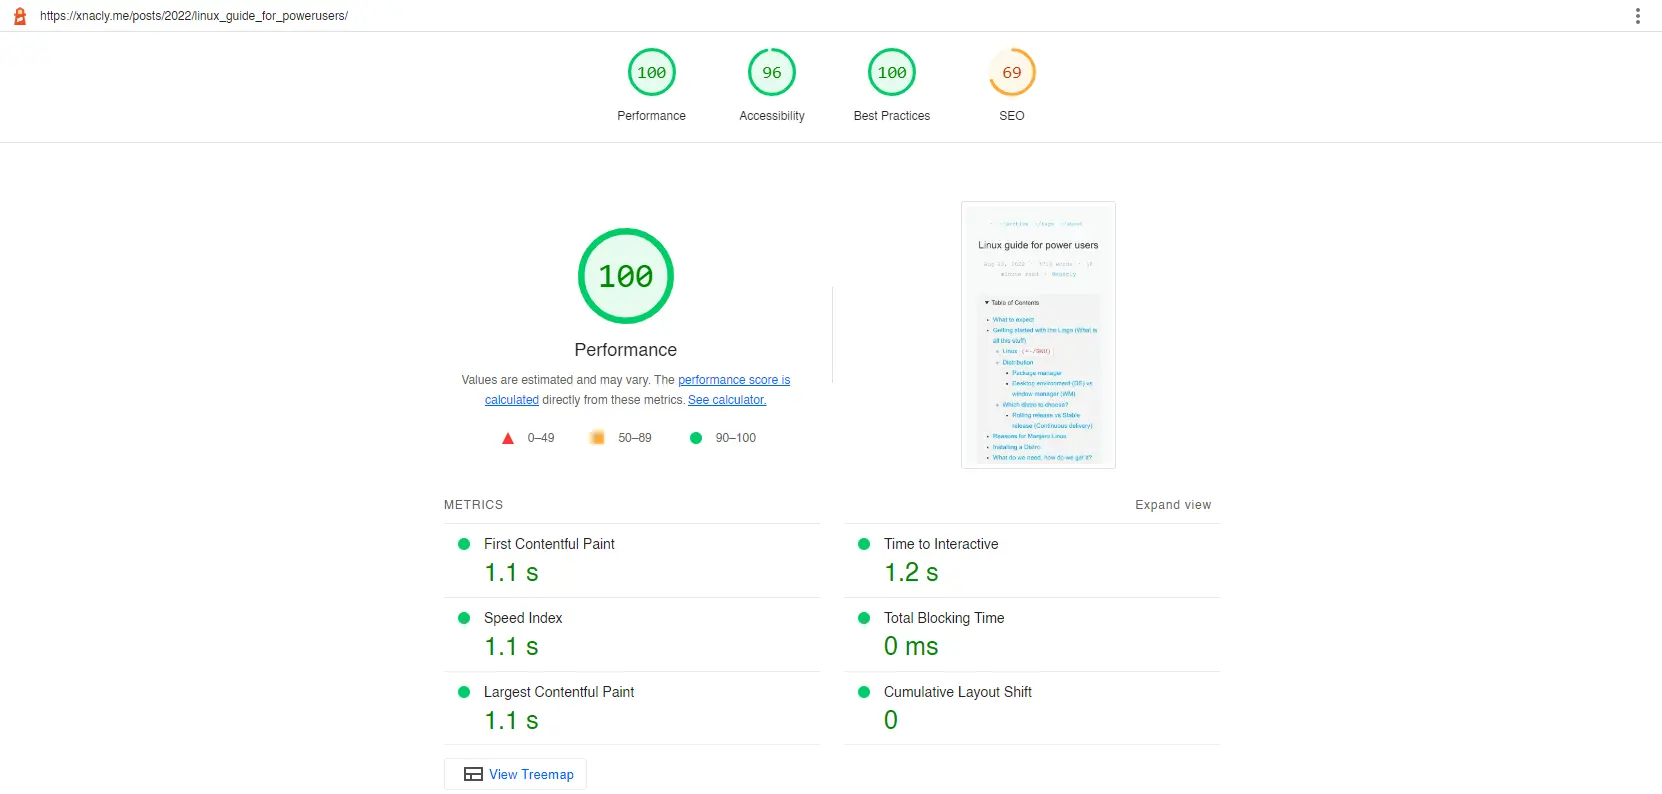 https://xnacly.me/posts/2022/linux_guide_for_powerusers/
100
96
100
69
Performance
Accessibility
Best Practices
SEO
100
Performance
Values are estimated and may vary. The performance score is
calculated directly from these metrics. See calculator.
0–49
50–89
90–100
Linux guide for power users
Aug 2022 words
minute read
▼ Table of Contents
What to expect
Getting started with the Lingo (What is
all this stuff)
Linux
Distribution
Package manager
Desktop environment (DE) vs
window manager (WM)
Which distro to choose?
Rolling release vs Stable
release (Continuous delivery)
Reasons for Manjaro Linux
Installing a Distro
What do we need, how do we get it?
METRICS
Expand view
First Contentful Paint
1.1 s
Time to Interactive
1.2 s
Speed Index
1.1 s
Total Blocking Time
0 ms
Largest Contentful Paint
1.1 s
Cumulative Layout Shift
0
View Treemap